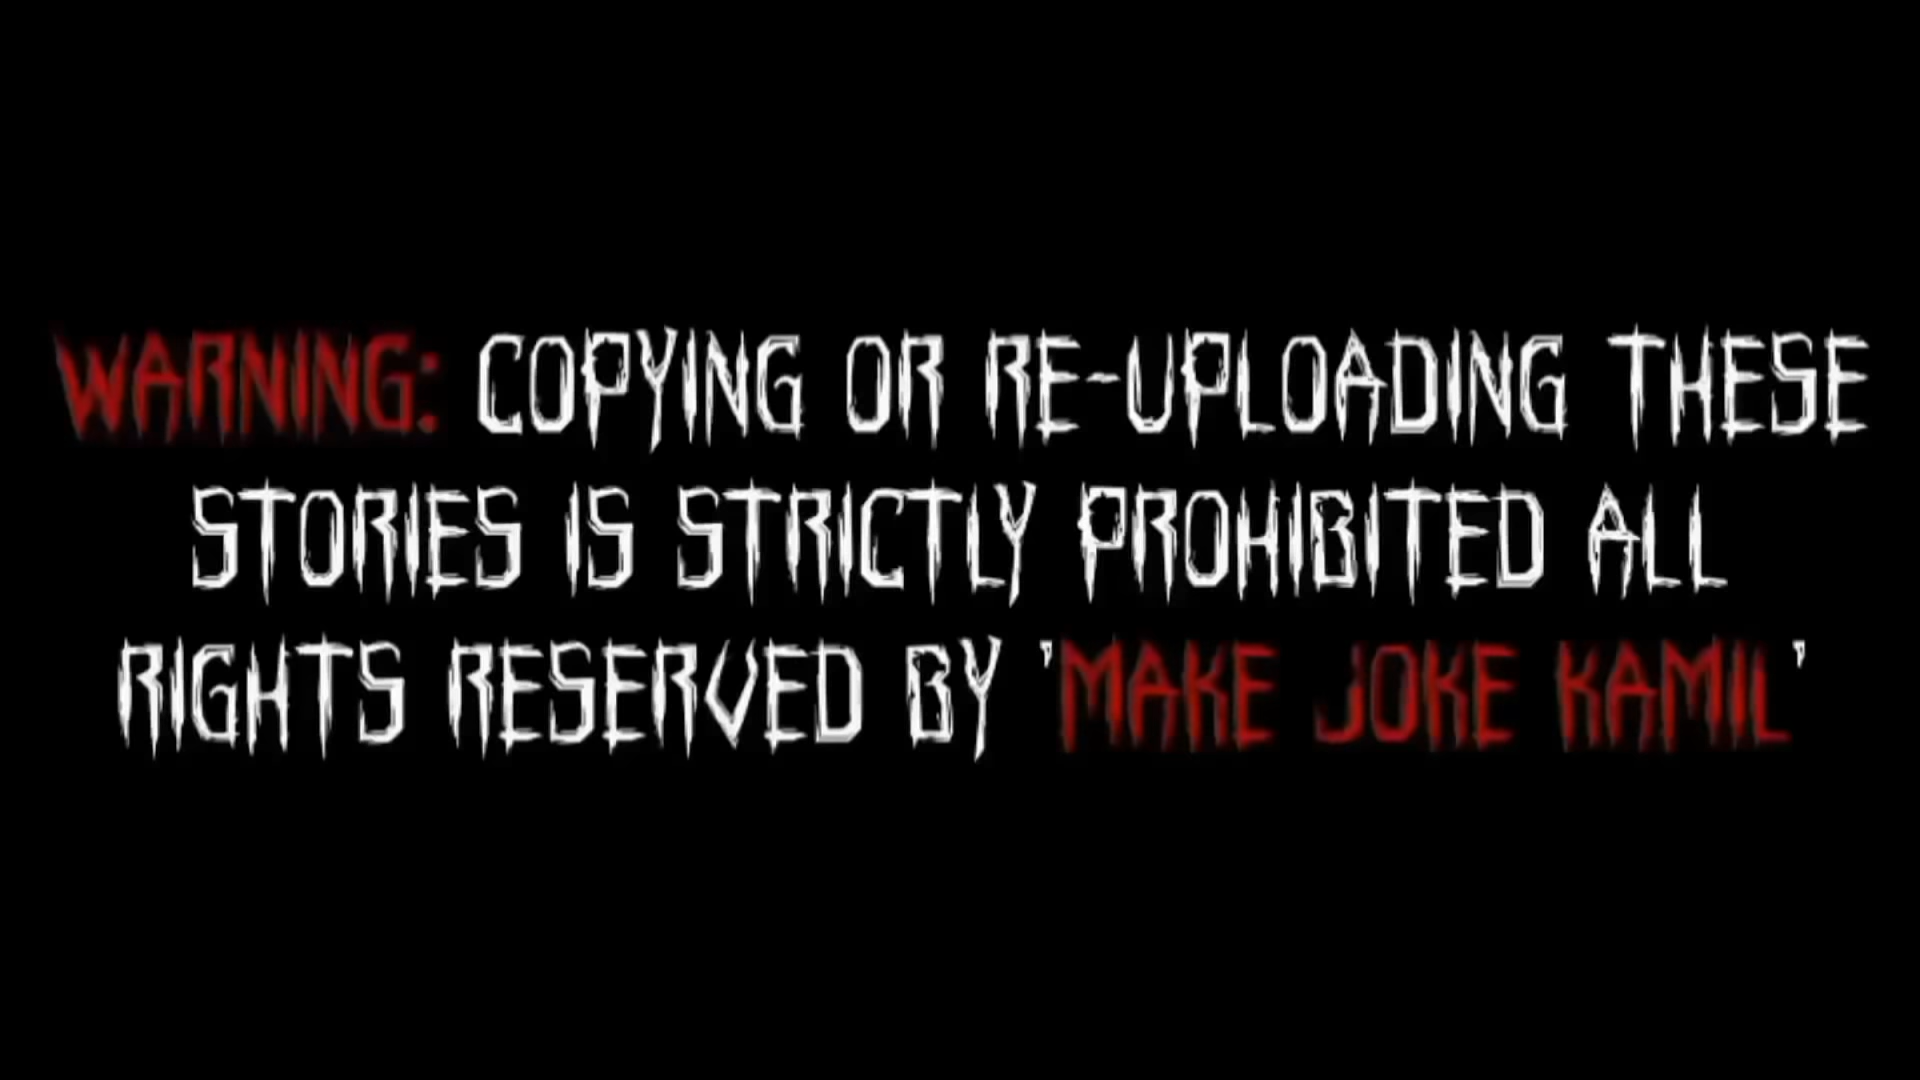 WARNING: COPYING OR RE-UPLOADING THESE
STORIES IS STRICTLY PROHIBITED ALL
RIGHTS RESERVED BY 'MAKE JOKE KAMIL'